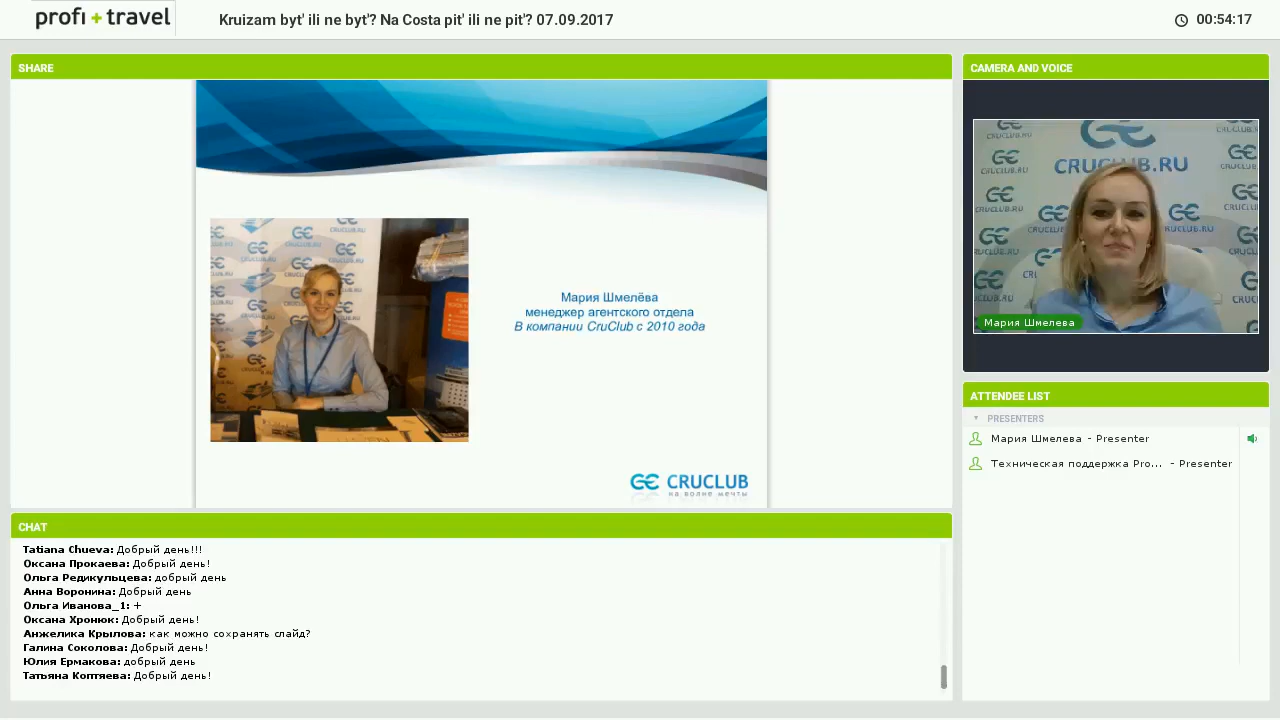 profi + travel
Kruizam byt' ili ne byt'? Na Costa pit' ili ne pit'? 07.09.2017
00:54:17
SHARE
Мария Шмелёва
менеджер агентского отдела
В компании CruClub с 2010 года
CRUCLUB
на волне мечты
CAMERA AND VOICE
CRUCLUB.RU
Мария Шмелева
ATTENDEE LIST
PRESENTERS
Мария Шмелева - Presenter
Техническая поддержка Pro... - Presenter
CHAT
Tatiana Chueva: Добрый день!!!
Оксана Прокаева: Добрый день!
Ольга Редикульцева: добрый день
Анна Воронина: Добрый день
Ольга Иванова_1: +
Оксана Хронюк: Добрый день!
Анжелика Крылова: как можно сохранять слайд?
Галина Соколова: Добрый день!
Юлия Ермакова: добрый день
Татьяна Коптяева: Добрый день!